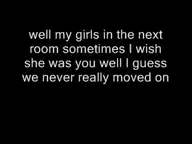 well my girls in the next
room sometimes I wish
she was you well I guess
we never really moved on